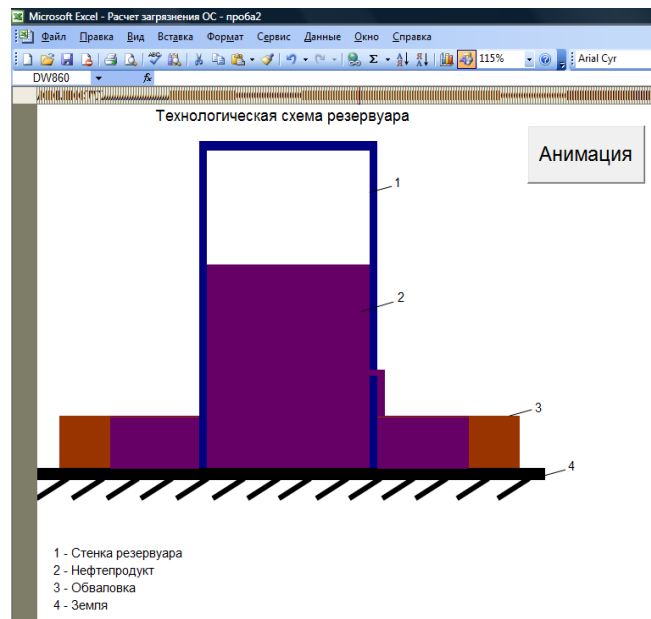 Microsoft Excel - Расчет загрязнения ОС - проба2
Файл Правка Вид Вставка Формат Сервис Данные Окно Справка
115% Arial Cyr
DW860 fx
Технологическая схема резервуара
Анимация
1
2
3
4
1 - Стенка резервуара
2 - Нефтепродукт
3 - Обваловка
4 - Земля